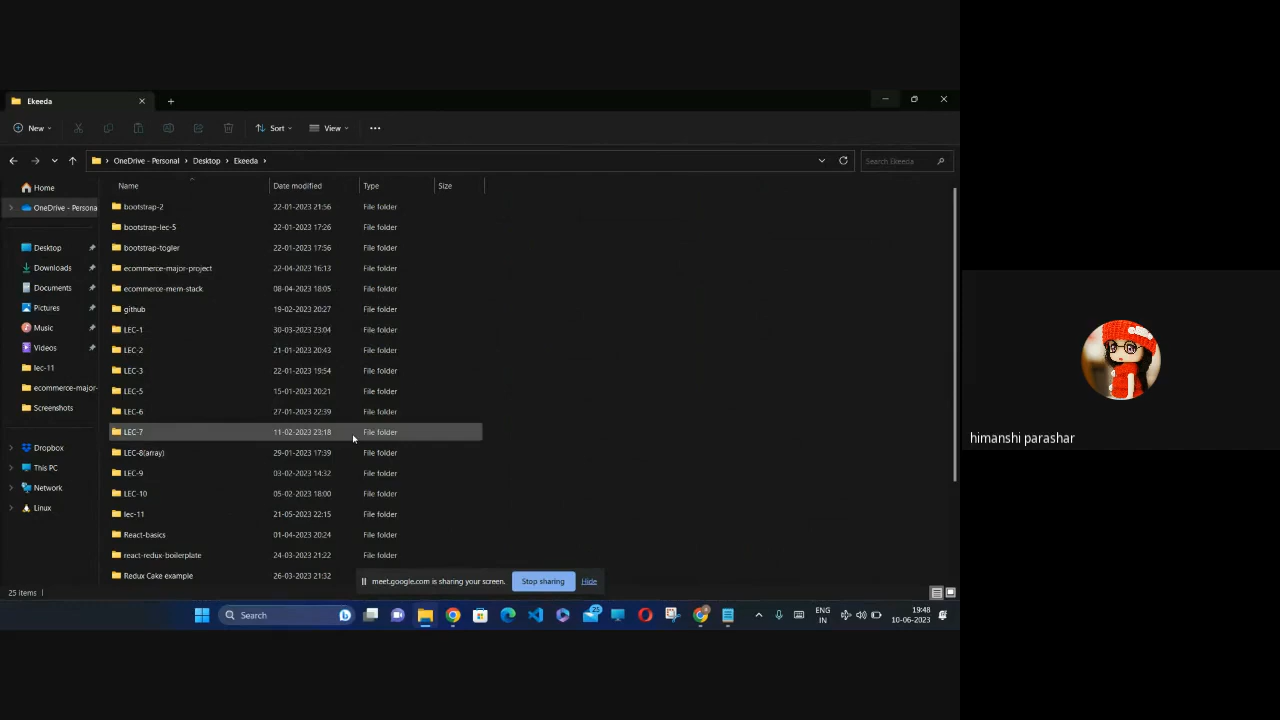 Ekeeda
New
Sort
View
OneDrive - Personal
Desktop
Ekeeda
Search Ekeeda
Name
Date modified
Type
Size
Home
OneDrive - Persona
Desktop
Downloads
Documents
Pictures
Music
Videos
lec-11
ecommerce-major-
Screenshots
Dropbox
This PC
Network
Linux
bootstrap-2 22-01-2023 21:56 File folder
bootstrap-lec-5 22-01-2023 17:26 File folder
bootstrap-togler 22-01-2023 17:56 File folder
ecommerce-major-project 22-04-2023 16:13 File folder
ecommerce-mern-stack 08-04-2023 18:05 File folder
github 19-02-2023 20:27 File folder
LEC-1 30-03-2023 23:04 File folder
LEC-2 21-01-2023 20:43 File folder
LEC-3 22-01-2023 19:54 File folder
LEC-5 15-01-2023 20:21 File folder
LEC-6 27-01-2023 22:39 File folder
LEC-7 11-02-2023 23:18 File folder
LEC-8(array) 29-01-2023 17:39 File folder
LEC-9 03-02-2023 14:32 File folder
LEC-10 05-02-2023 18:00 File folder
lec-11 21-05-2023 22:15 File folder
React-basics 01-04-2023 20:24 File folder
react-redux-boilerplate 24-03-2023 21:22 File folder
Redux Cake example 26-03-2023 21:32 File folder
meet.google.com is sharing your screen.
Stop sharing
Hide
25 items
Search
25
ENG
IN
19:48
10-06-2023
himanshi parashar